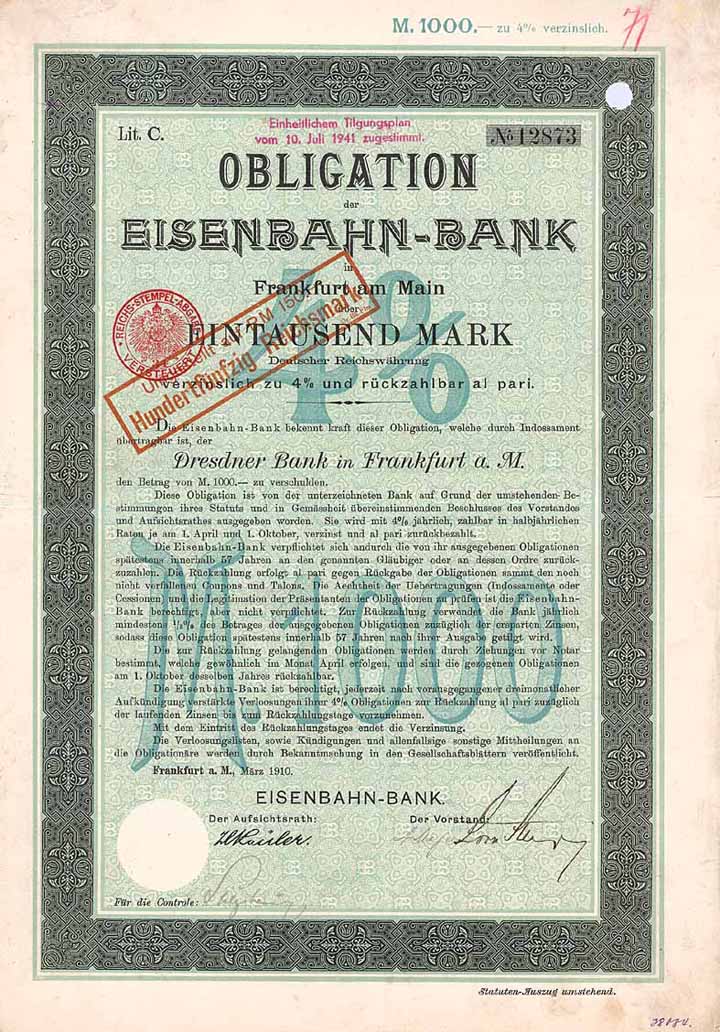 M. 1000.— zu 4% verzinslich.
71
Lit. C.
Einheitlichem Tilgungsplan
vom 10. Juli 1941 zugestimmt.
No 12873
OBLIGATION
der
EISENBAHN-BANK
in
Frankfurt am Main
über
EINTAUSEND MARK
Deutscher Reichswährung
verzinslich zu 4% und rückzahlbar al pari.
4%
REICHS-STEMPEL-ABGABE
VERSTEUERT
auf RM 150
Hundertfünfzig Reichsmark
Die Eisenbahn-Bank bekennt kraft dieser Obligation, welche durch Indossament
übertragbar ist, der
Dresdner Bank in Frankfurt a. M.
den Betrag von M. 1000.— zu verschulden.
Diese Obligation ist von der unterzeichneten Bank auf Grund der umstehenden Be-
stimmungen ihres Statuts und in Gemässheit übereinstimmenden Beschlusses des Vorstandes
und Aufsichtsrathes ausgegeben worden. Sie wird mit 4% jährlich, zahlbar in halbjährlichen
Raten je am 1. April und 1. Oktober, verzinst und al pari zurückbezahlt.
Die Eisenbahn-Bank verpflichtet sich andurch die von ihr ausgegebenen Obligationen
spätestens innerhalb 57 Jahren an den genannten Gläubiger oder an dessen Ordre zurück-
zuzahlen. Die Rückzahlung erfolgt al pari gegen Rückgabe der Obligationen sammt den noch
nicht verfallenen Coupons und Talons. Die Aechtheit der Uebertragungen (Indossamente oder
Cessionen) und die Legitimation der Präsentanten der Obligationen zu prüfen ist die Eisenbahn-
Bank berechtigt, aber nicht verpflichtet. Zur Rückzahlung verwendet die Bank jährlich
mindesten ½% des Betrages der ausgegebenen Obligationen zuzüglich der ersparten Zinsen,
sodass diese Obligation spätestens innerhalb 57 Jahren nach ihrer Ausgabe getilgt wird.
Die zur Rückzahlung gelangenden Obligationen werden durch Ziehungen vor Notar
bestimmt, welche gewöhnlich im Monat April erfolgen, und sind die gezogenen Obligationen
am 1. Oktober desselben Jahres rückzahlbar.
Die Eisenbahn-Bank ist berechtigt, jederzeit nach vorausgegangener dreimonatlicher
Aufkündigung verstärkte Verloosungen ihrer 4% Obligationen zur Rückzahlung al pari zuzüglich
der laufenden Zinsen bis zum Rückzahlungstage vorzunehmen.
Mit dem Eintritt des Rückzahlungstages endet die Verzinsung.
Die Verloosungslisten, sowie Kündigungen und allenfallsige sonstige Mittheilungen an
die Obligationäre werden durch Bekanntmachung in den Gesellschaftsblättern veröffentlicht.
M. 1000
Frankfurt a. M., März 1910.
EISENBAHN-BANK.
Der Aufsichtsrath:
Der Vorstand:
Für die Controle:
Statuten-Auszug umstehend.